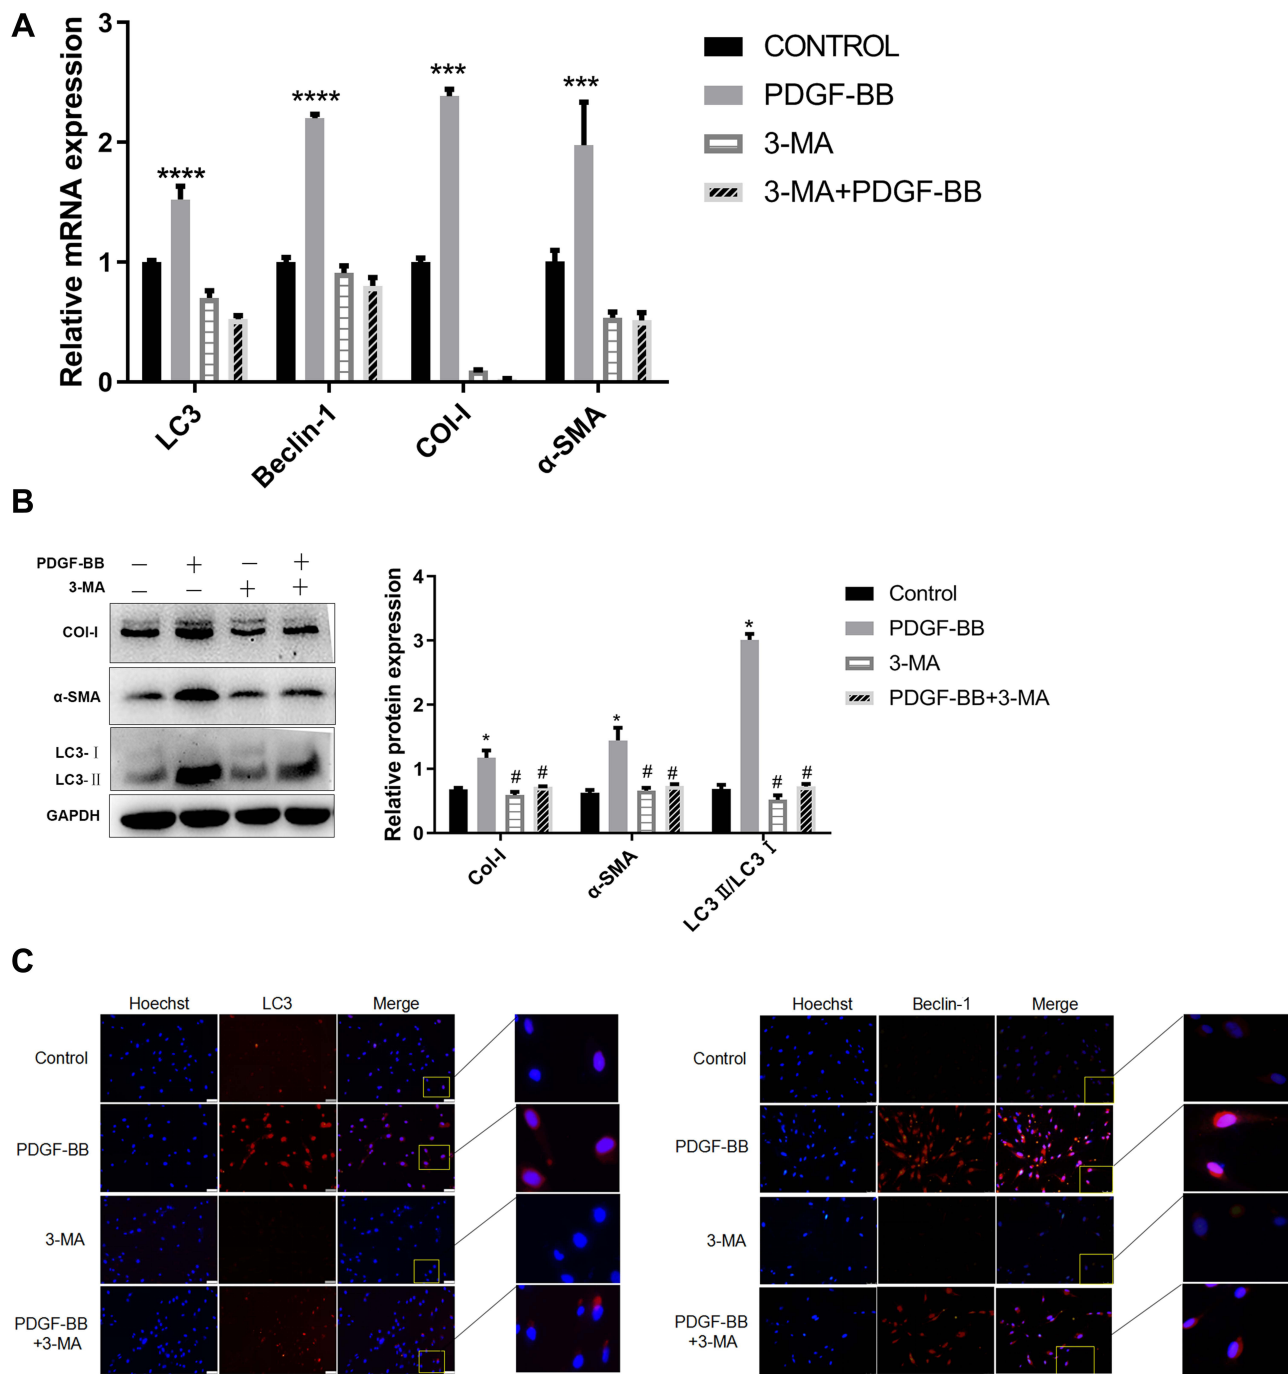 A
Relative mRNA expression
3
2
1
0
****
****
***
***
LC3
Beclin-1
COI-I
α-SMA
CONTROL
PDGF-BB
3-MA
3-MA+PDGF-BB
B
PDGF-BB − + − +
3-MA − − + +
COI-I
α-SMA
LC3-Ⅰ
LC3-Ⅱ
GAPDH
Relative protein expression
4
3
2
1
0
*
#
#
*
#
#
*
#
#
Col-I
α-SMA
LC3 Ⅱ/LC3 Ⅰ
Control
PDGF-BB
3-MA
PDGF-BB+3-MA
C
Hoechst LC3 Merge
Control
PDGF-BB
3-MA
PDGF-BB
+3-MA
Hoechst Beclin-1 Merge
Control
PDGF-BB
3-MA
PDGF-BB
+3-MA